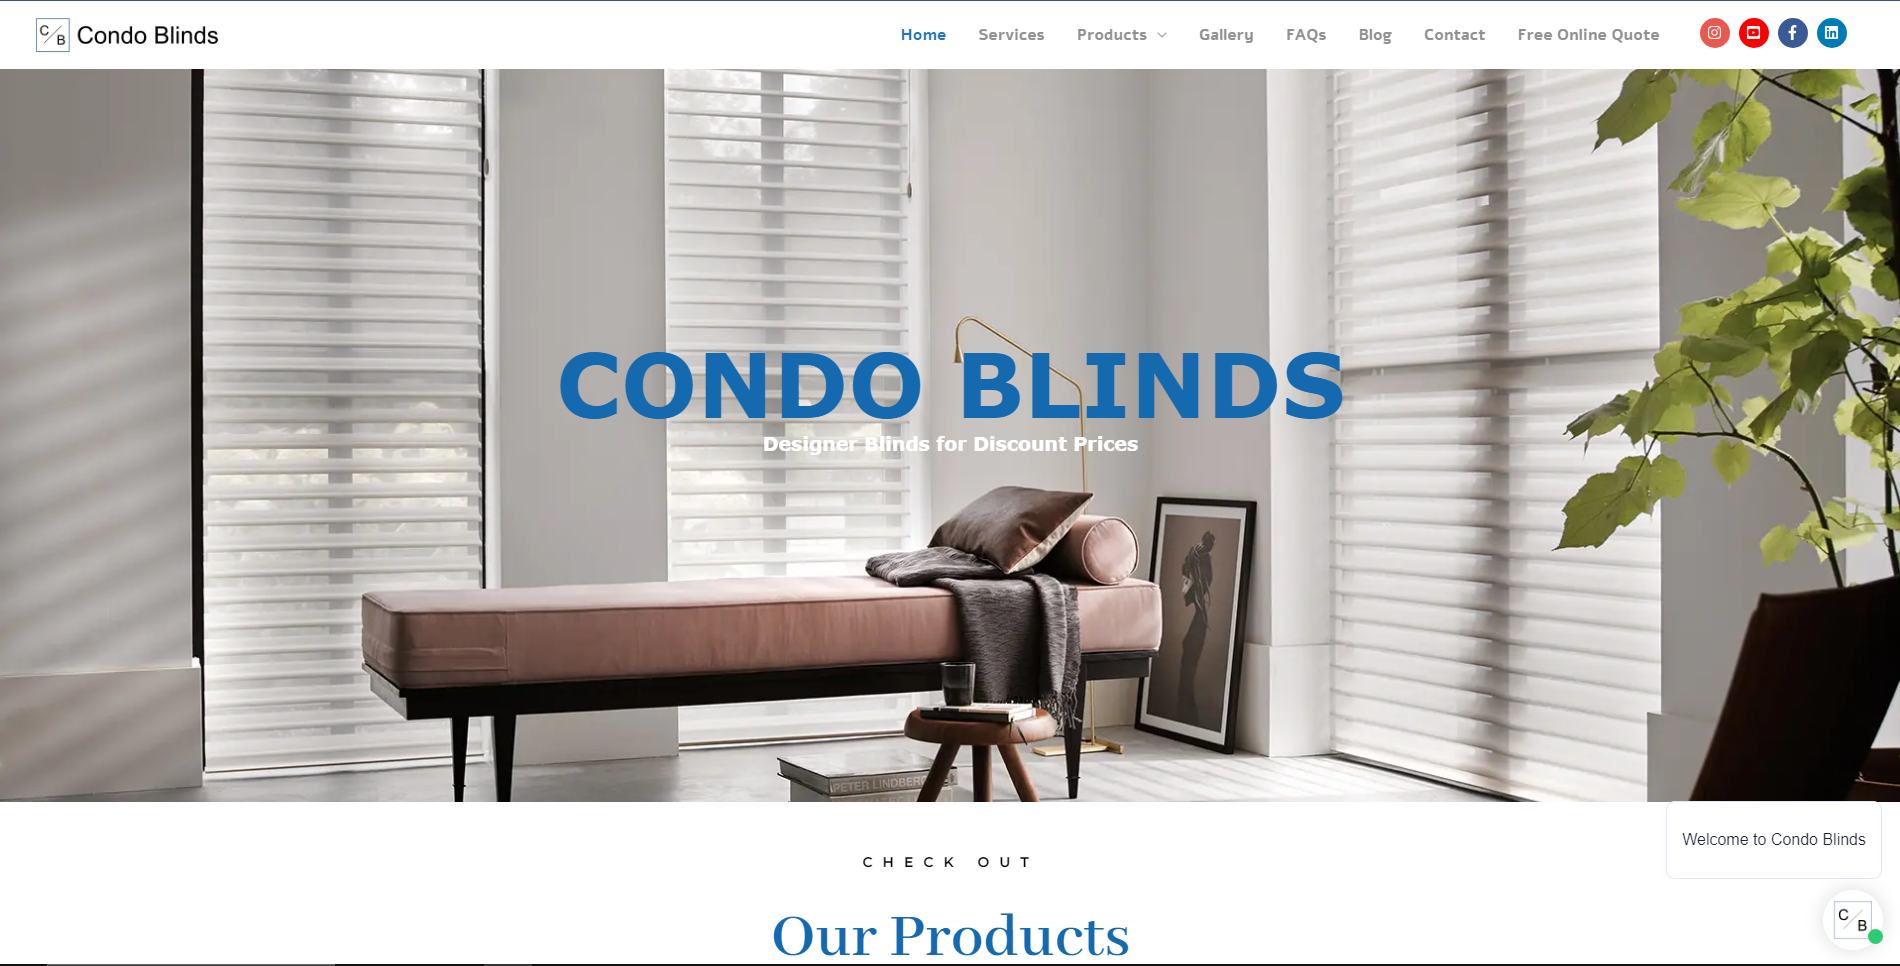 C B Condo Blinds
Home Services Products Gallery FAQs Blog Contact Free Online Quote
CONDO BLINDS
Designer Blinds for Discount Prices
PETER LINDBERG
CHECK OUT
Our Products
Welcome to Condo Blinds
C B